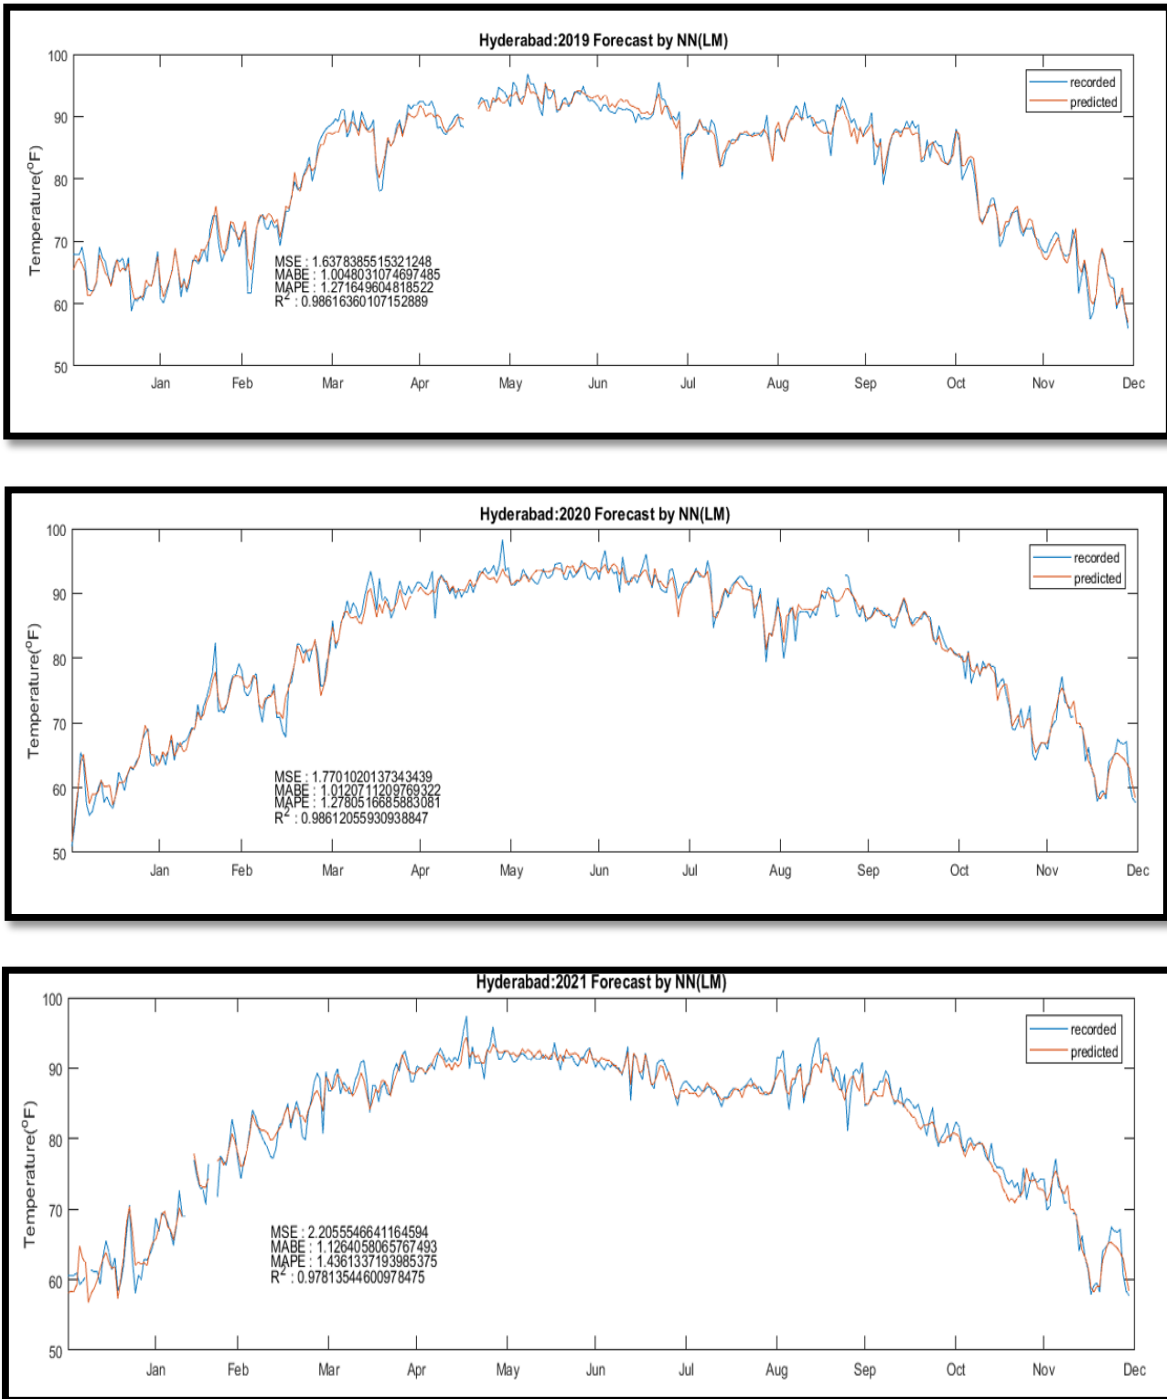 Hyderabad:2019 Forecast by NN(LM)
100
90
80
70
60
50
Temperature(°F)
recorded
predicted
MSE : 1.6378385515321248
MABE : 1.0048031074697485
MAPE : 1.271649604818522
R² : 0.98616360107152889
Jan Feb Mar Apr May Jun Jul Aug Sep Oct Nov Dec
Hyderabad:2020 Forecast by NN(LM)
100
90
80
70
60
50
Temperature(°F)
recorded
predicted
MSE : 1.7701020137343439
MABE : 1.0120711209769322
MAPE : 1.2780516685883081
R² : 0.98612055930938847
Jan Feb Mar Apr May Jun Jul Aug Sep Oct Nov Dec
Hyderabad:2021 Forecast by NN(LM)
100
90
80
70
60
50
Temperature(°F)
recorded
predicted
MSE : 2.2055546641164594
MABE : 1.1264058065767493
MAPE : 1.4361337193985375
R² : 0.97813544600978475
Jan Feb Mar Apr May Jun Jul Aug Sep Oct Nov Dec